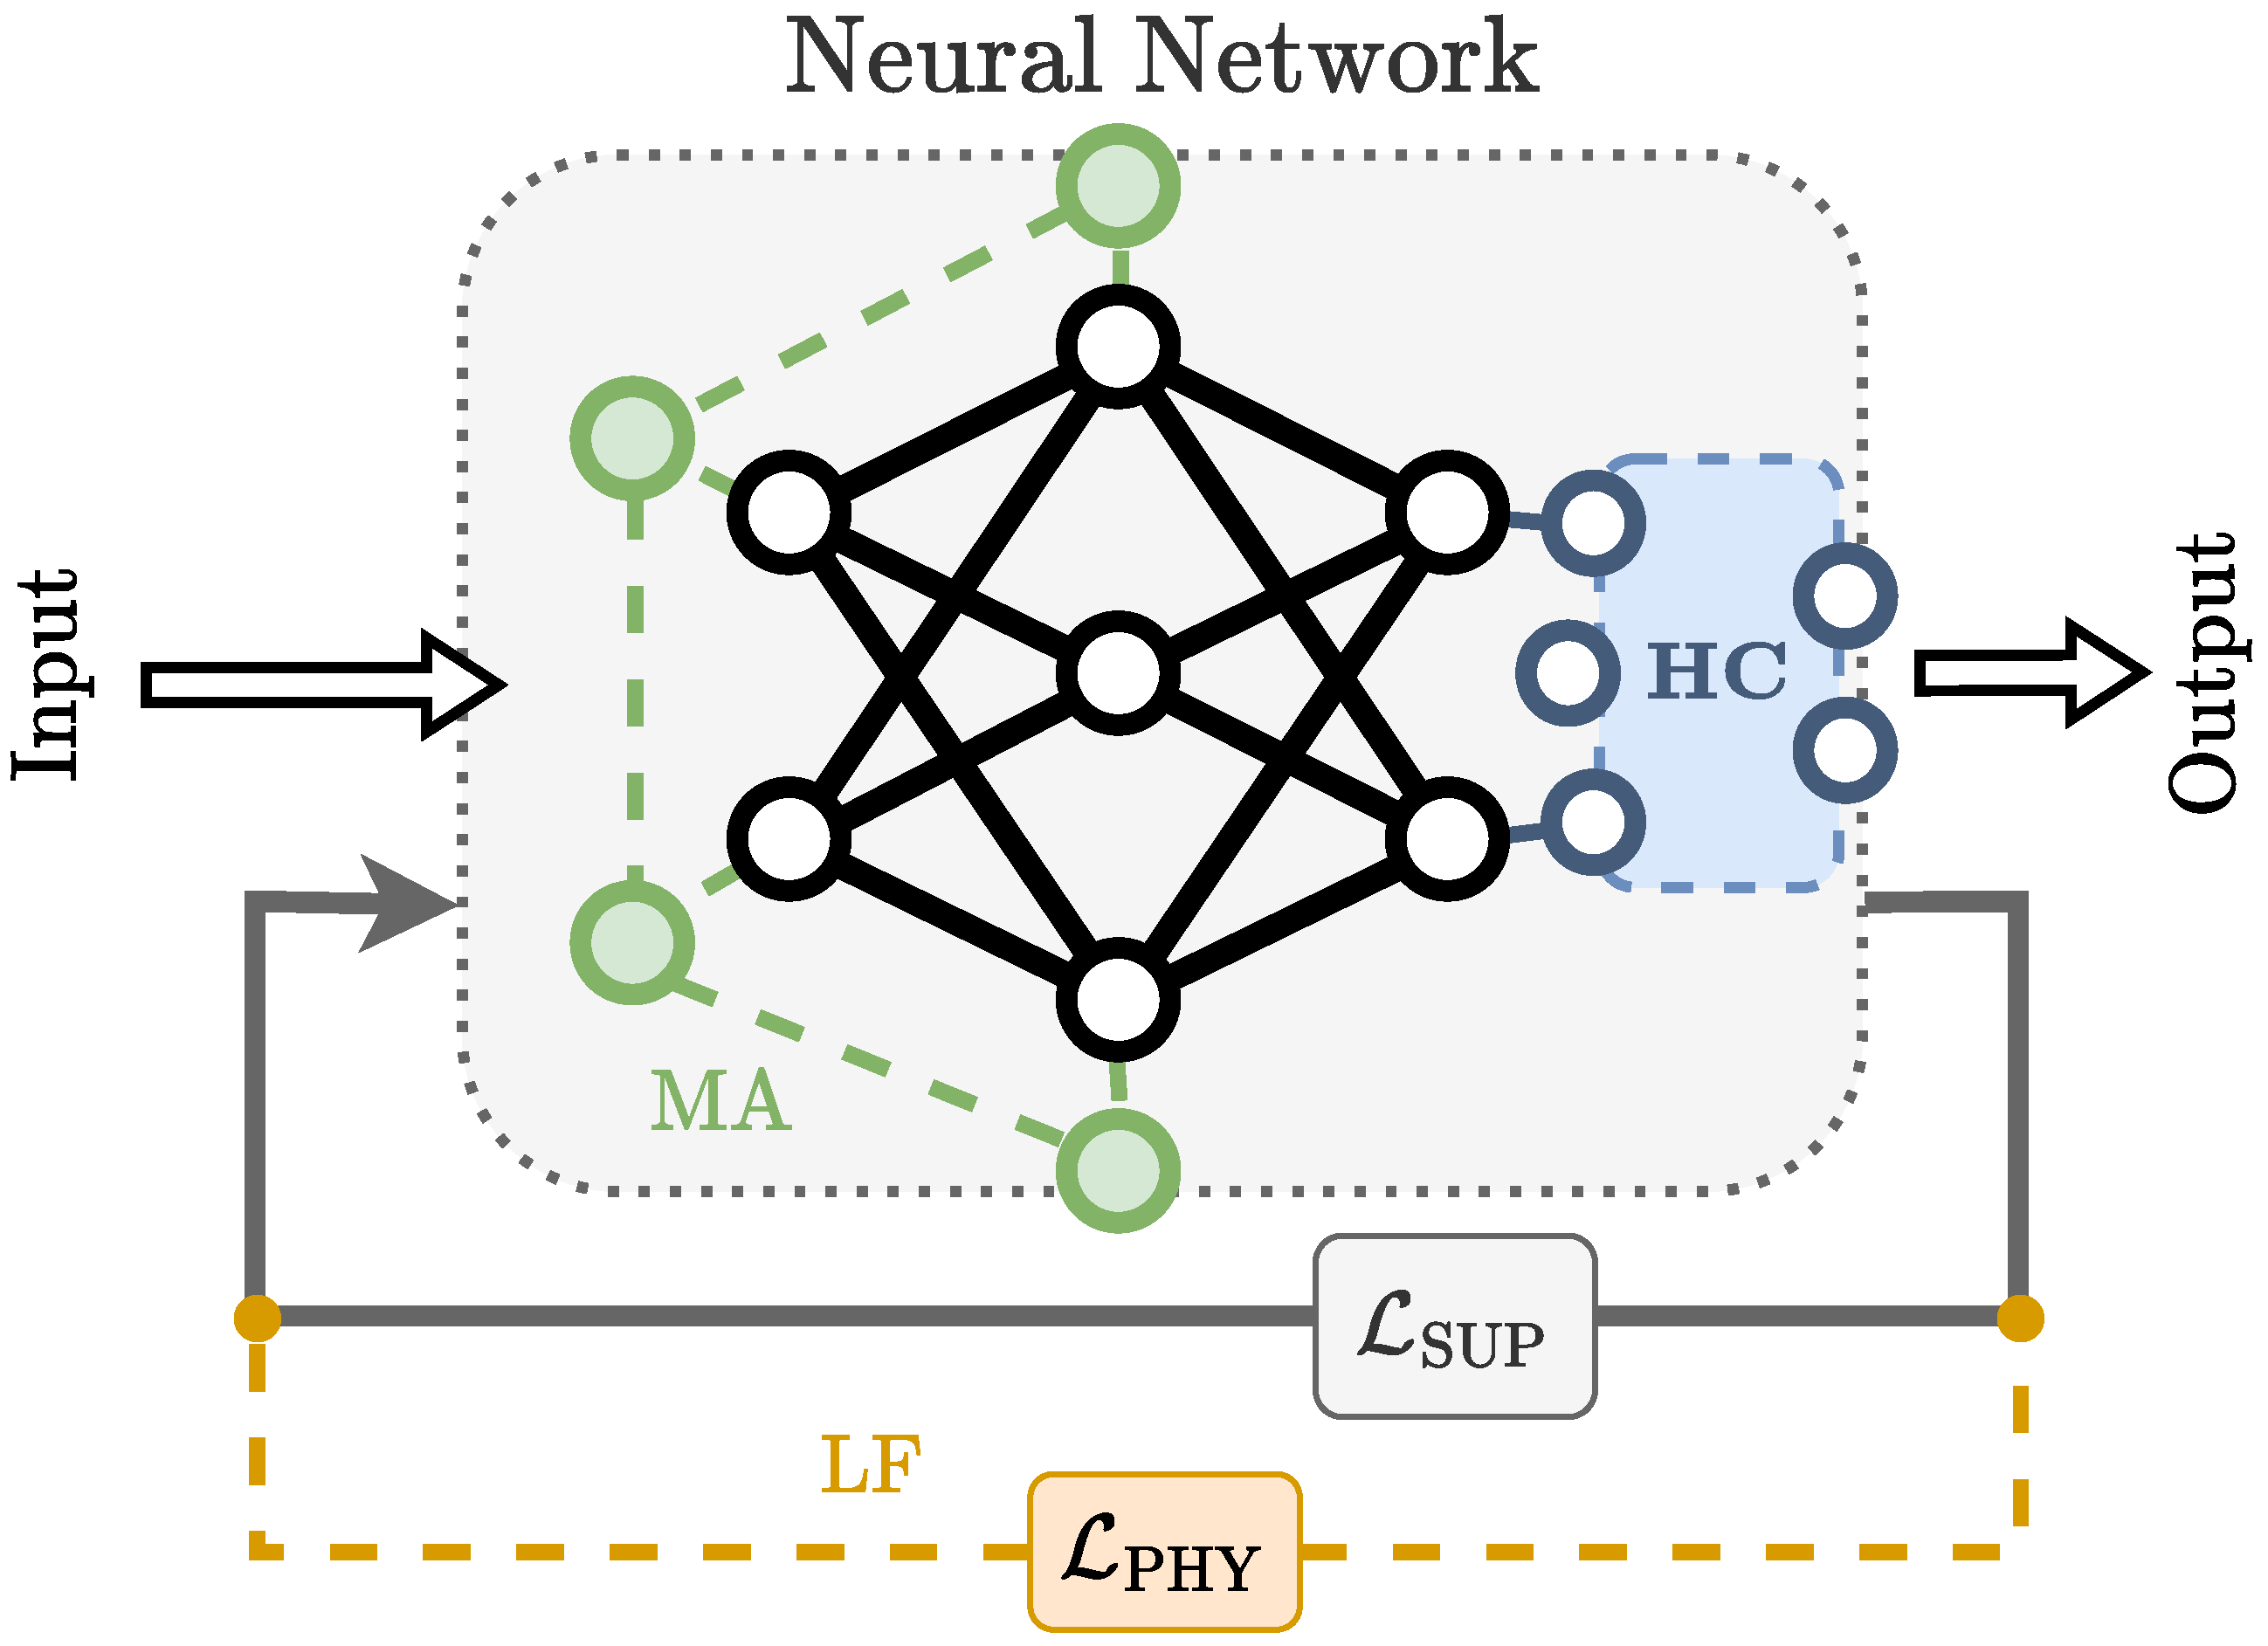 Neural Network
Input
HC
Output
MA
ℒSUP
LF
ℒPHY